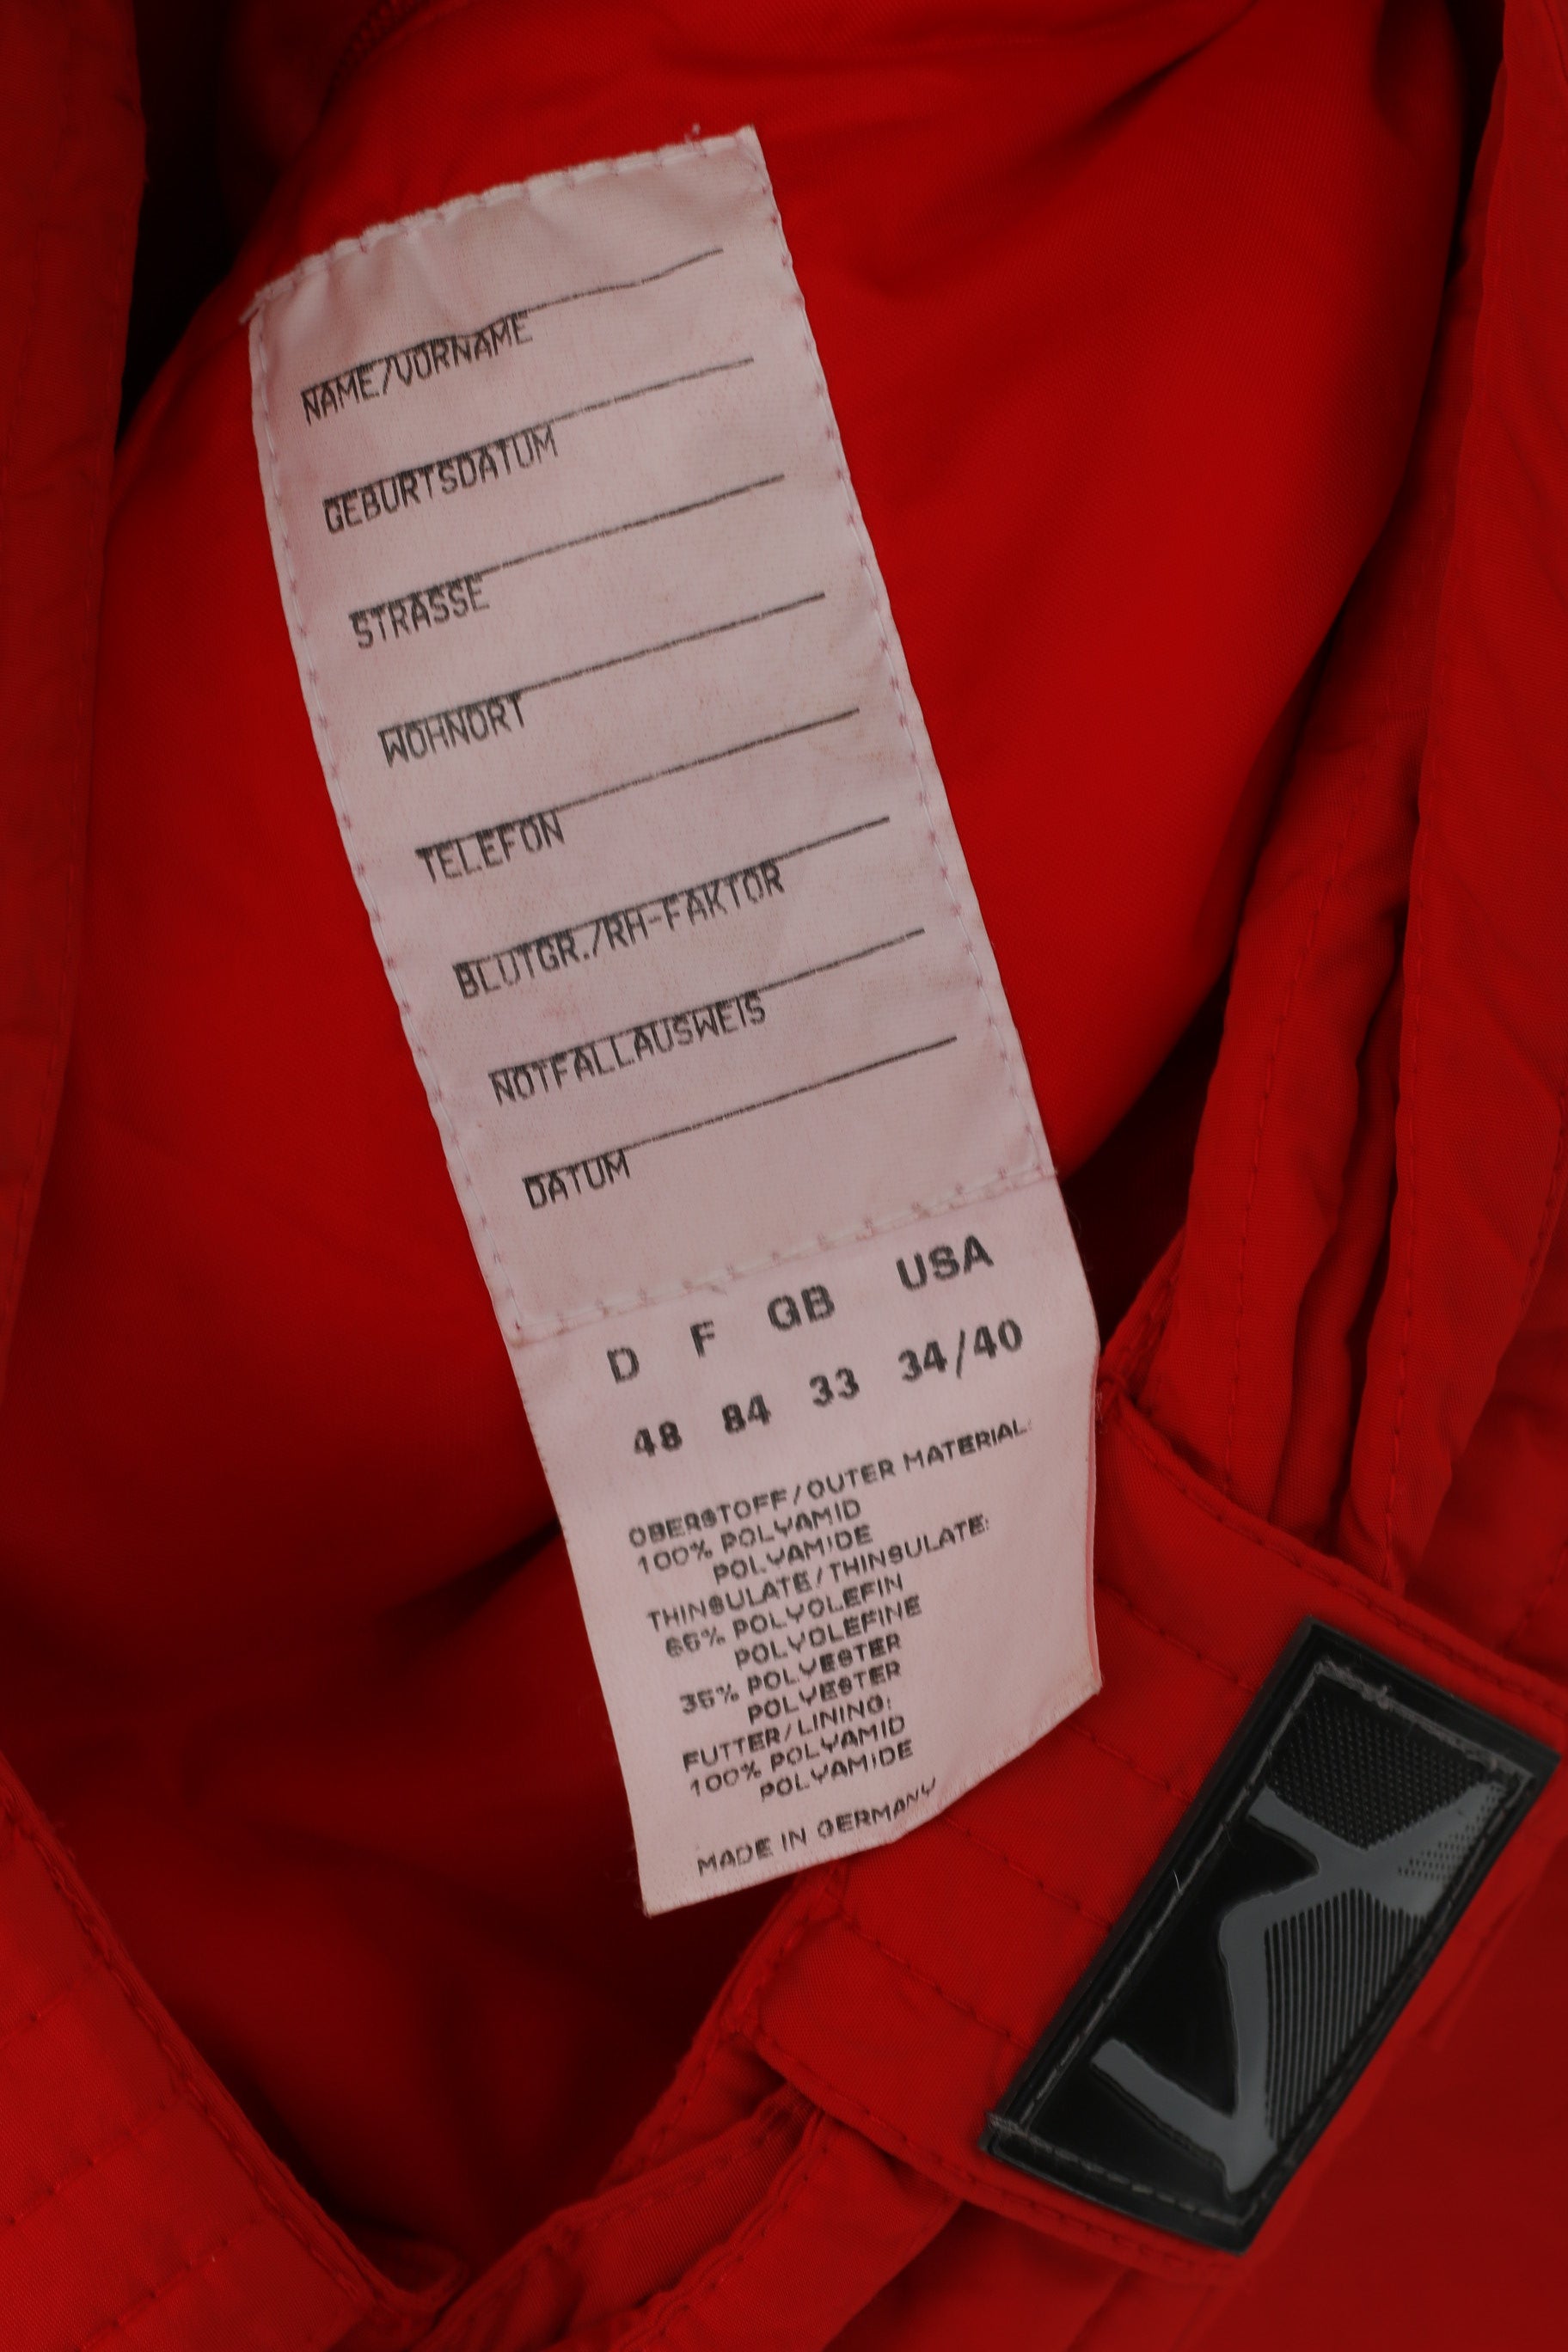 NAME/VORNAME
GEBURTSDATUM
STRASSE
WOHNORT
TELEFON
BLUTGR./RH-FAKTOR
NOTFALLAUSWEIS
DATUM
D F GB USA
48 84 33 34/40
OBERSTOFF/OUTER MATERIAL:
100% POLYAMID
POLYAMIDE
THINSULATE/THINSULATE:
65% POLYOLEFIN
POLYOLEFINE
35% POLYESTER
POLYESTER
FUTTER/LINING:
100% POLYAMID
POLYAMIDE
MADE IN GERMANY